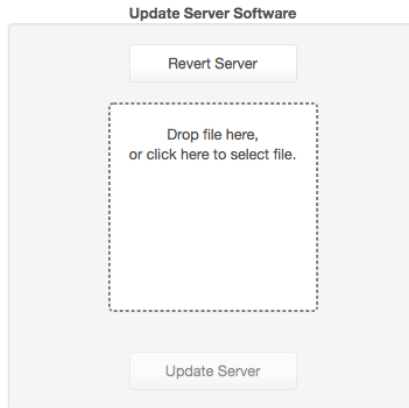 Update Server Software
Revert Server
Drop file here,
or click here to select file.
Update Server